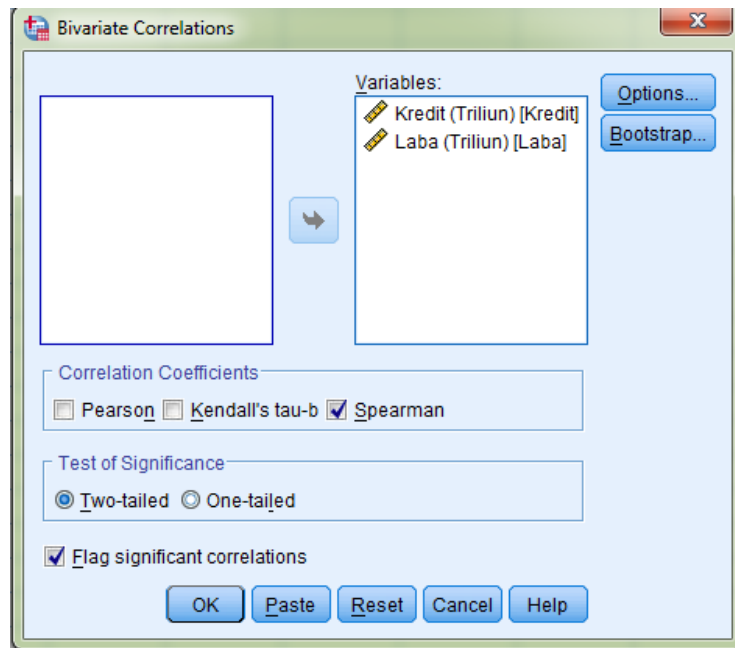 Bivariate Correlations
Variables:
Kredit (Triliun) [Kredit]
Laba (Triliun) [Laba]
Options...
Bootstrap...
Correlation Coefficients
Pearson Kendall's tau-b Spearman
Test of Significance
Two-tailed One-tailed
Flag significant correlations
OK Paste Reset Cancel Help